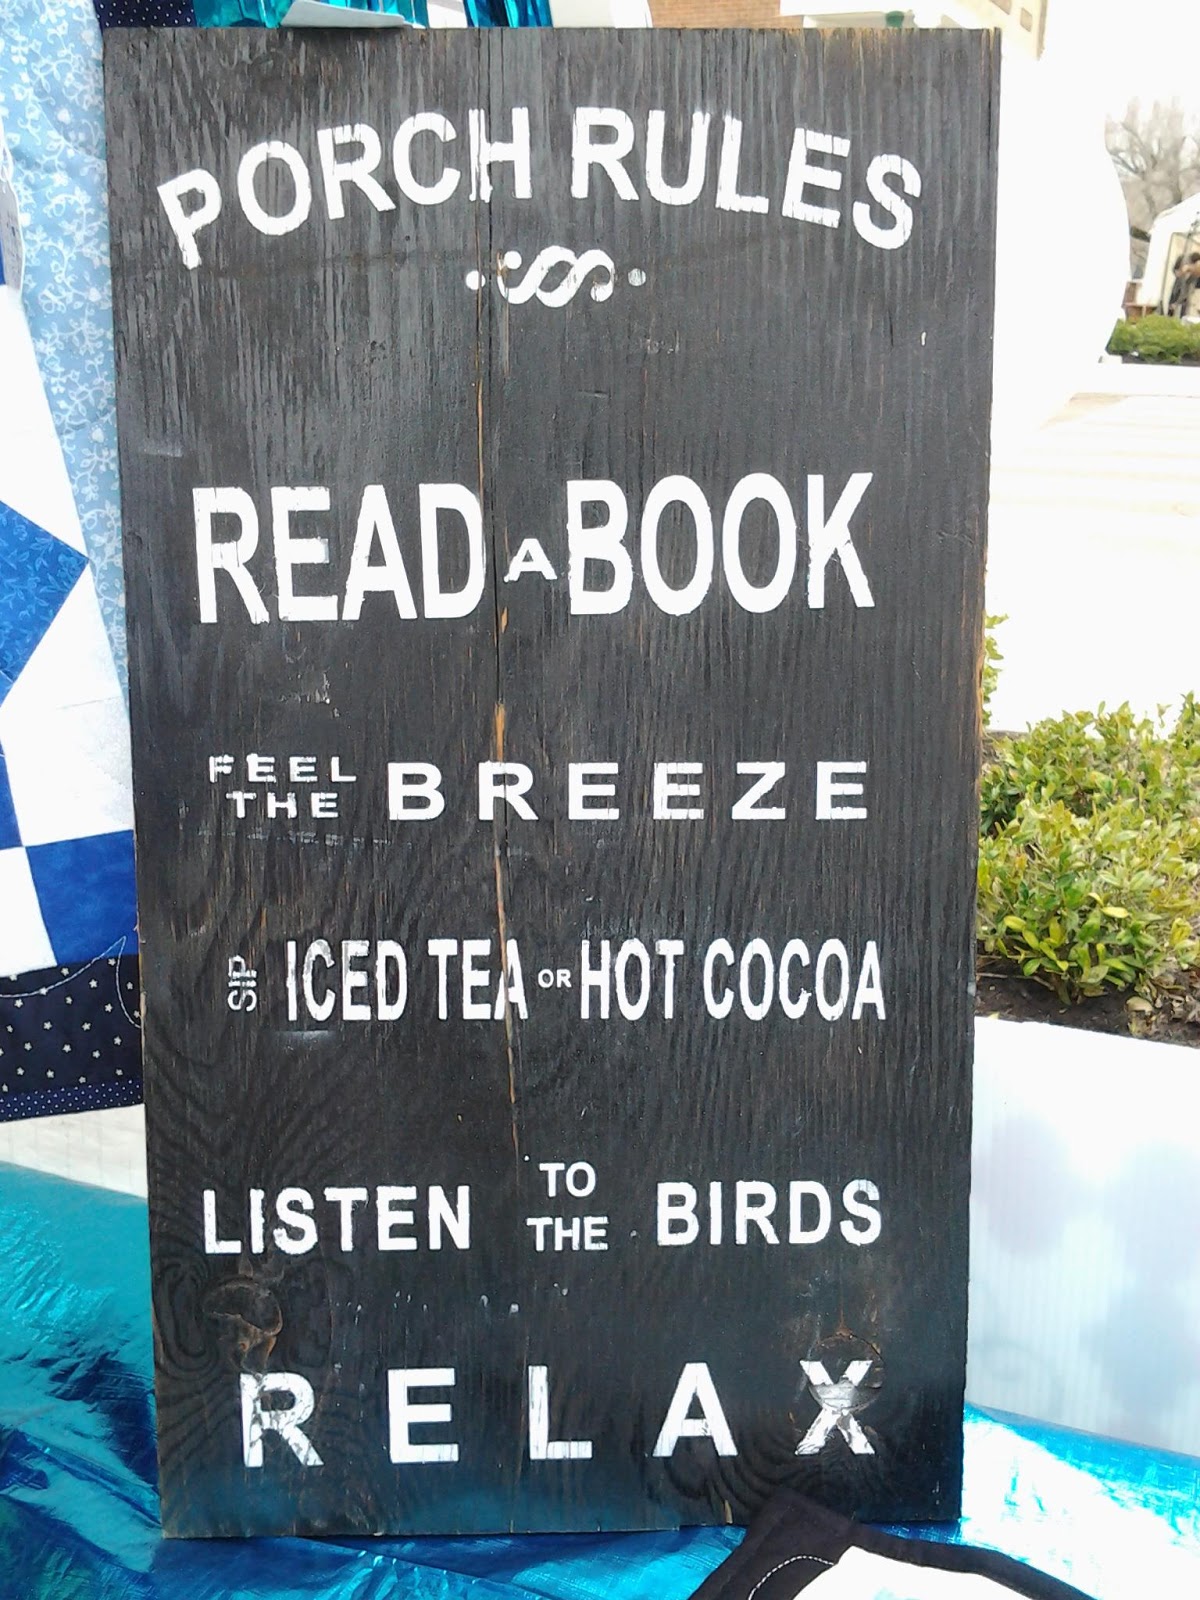 PORCH RULES
READ A BOOK
FEEL THE BREEZE
SIP ICED TEA OR HOT COCOA
LISTEN TO THE BIRDS
RELAX